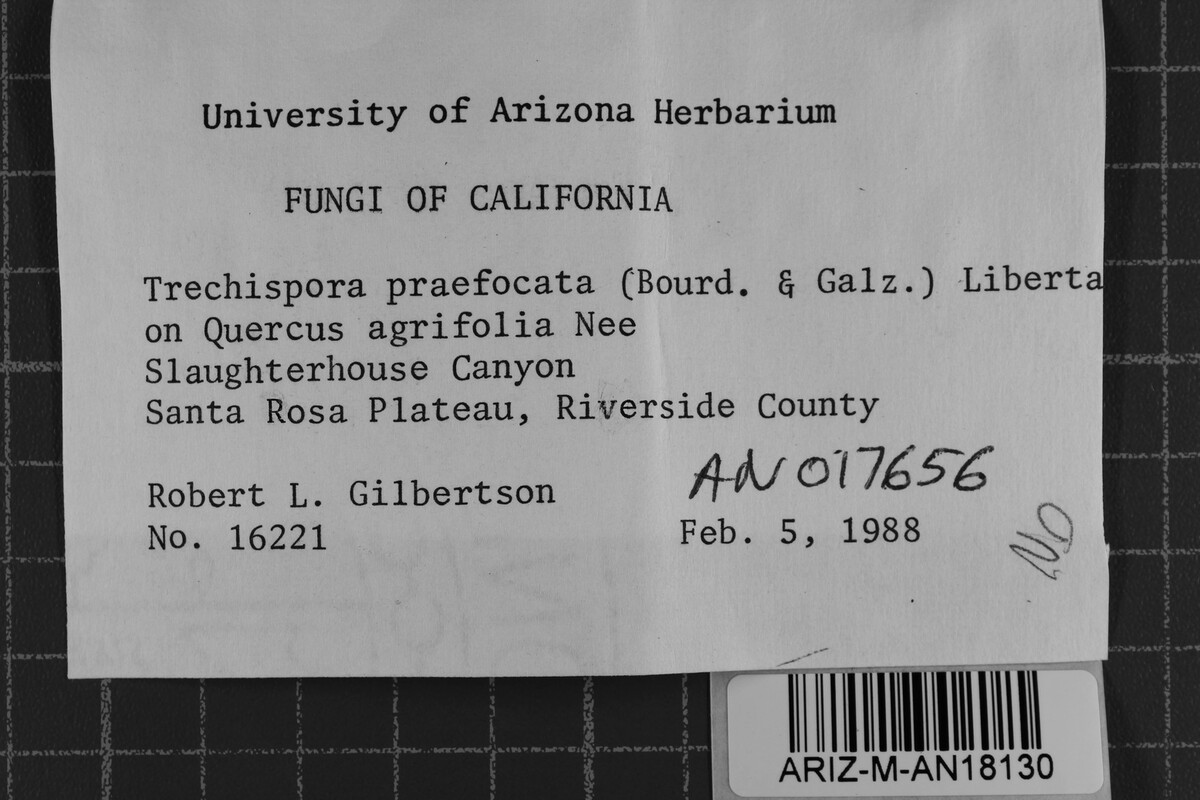 University of Arizona Herbarium
FUNGI OF CALIFORNIA
Trechispora praefocata (Bourd. & Galz.) Liberta
on Quercus agrifolia Nee
Slaughterhouse Canyon
Santa Rosa Plateau, Riverside County
AN 017656
Robert L. Gilbertson
No. 16221
Feb. 5, 1988
ND
ARIZ-M-AN18130